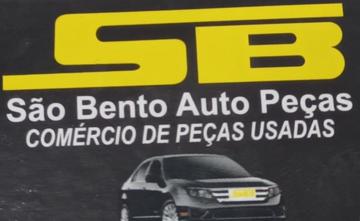 SB
São Bento Auto Peças
COMÉRCIO DE PEÇAS USADAS